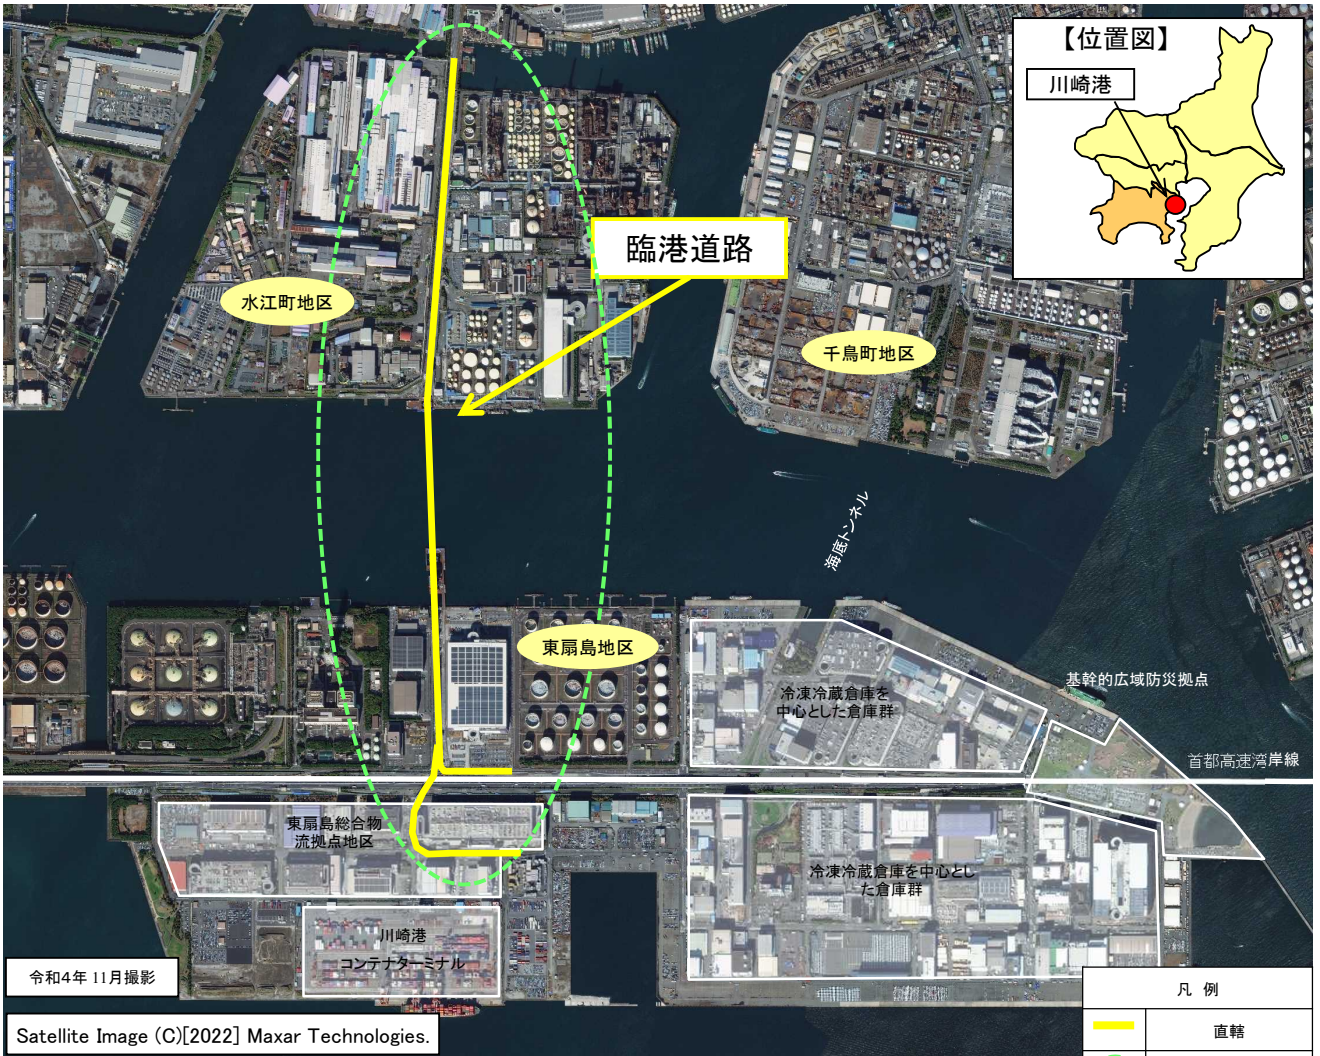 【位置図】
川崎港
臨港道路
水江町地区
千鳥町地区
海底トンネル
東扇島地区
基幹的広域防災拠点
冷凍冷蔵倉庫を
中心とした倉庫群
首都高速湾岸線
東扇島総合物
流拠点地区
冷凍冷蔵倉庫を中心とし
た倉庫群
川崎港
コンテナターミナル
令和4年 11月撮影
凡 例
直轄
Satellite Image (C)[2022] Maxar Technologies.